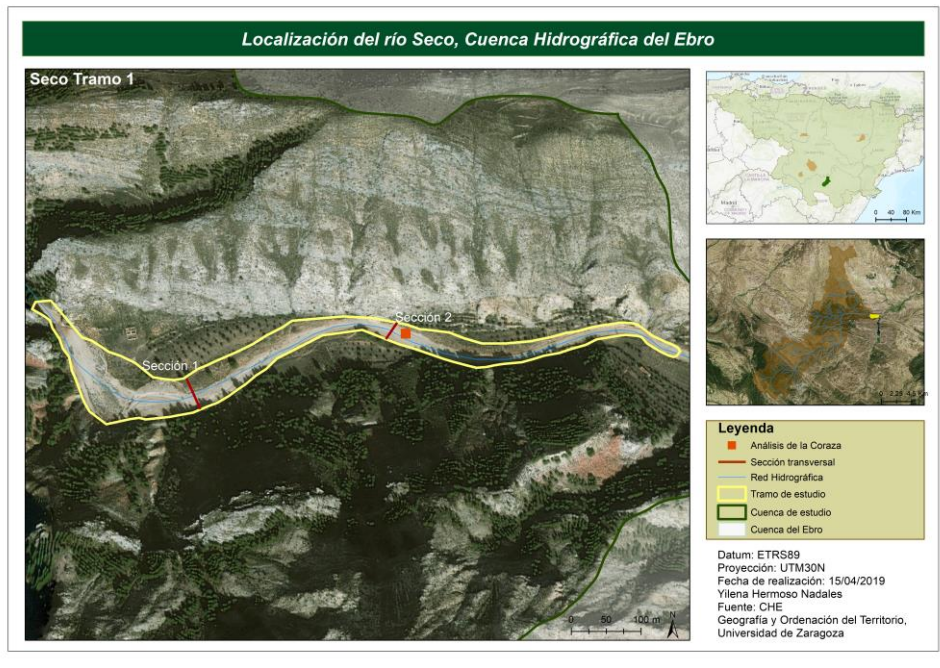 Localización del río Seco, Cuenca Hidrográfica del Ebro
Seco Tramo 1
Sección 2
Sección 1
0 50 100 m
N
Madrid
0 40 80 Km
Leyenda
Análisis de la Coraza
Sección transversal
Red Hidrográfica
Tramo de estudio
Cuenca de estudio
Cuenca del Ebro
Datum: ETRS89
Proyección: UTM30N
Fecha de realización: 15/04/2019
Yilena Hermoso Nadales
Fuente: CHE
Geografía y Ordenación del Territorio,
Universidad de Zaragoza